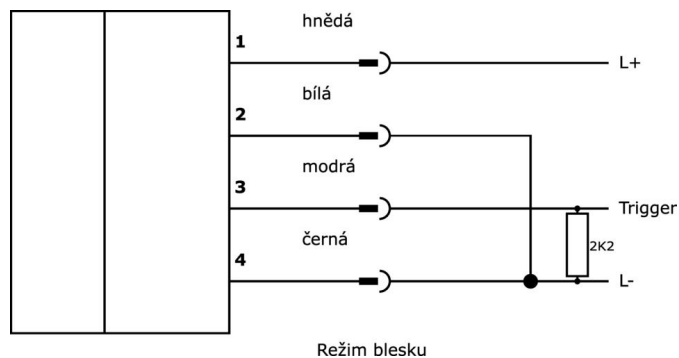 hnědá
1
L+
bílá
2
modrá
3
Trigger
černá
2K2
4
L-
Režim blesku